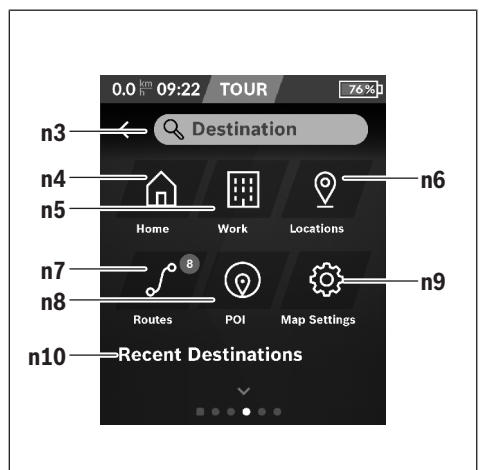 0.0 km/h 09:22 TOUR 76%
n3 Destination
n4 n6
n5
Home Work Locations
n7 8 n9
n8
Routes POI Map Settings
n10 Recent Destinations